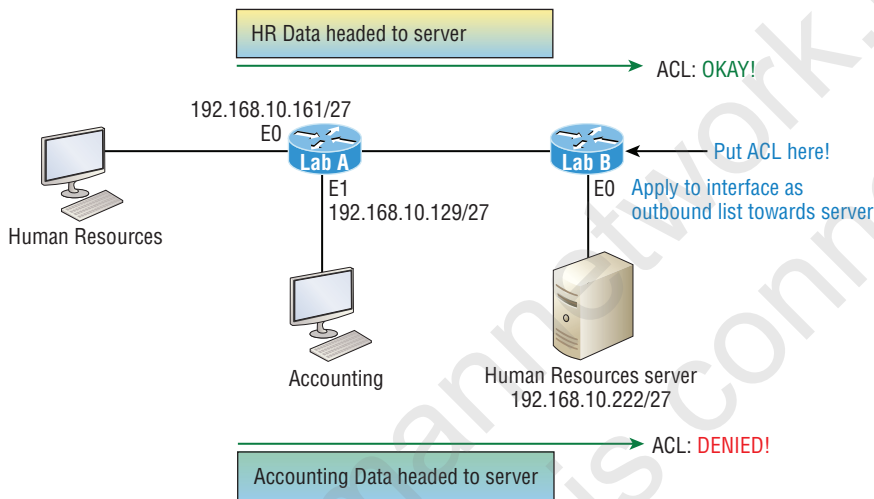 HR Data headed to server
ACL: OKAY!
192.168.10.161/27
E0
Lab A
Lab B
Put ACL here!
E1
192.168.10.129/27
E0
Apply to interface as
outbound list towards server
Human Resources
Accounting
Human Resources server
192.168.10.222/27
ACL: DENIED!
Accounting Data headed to server